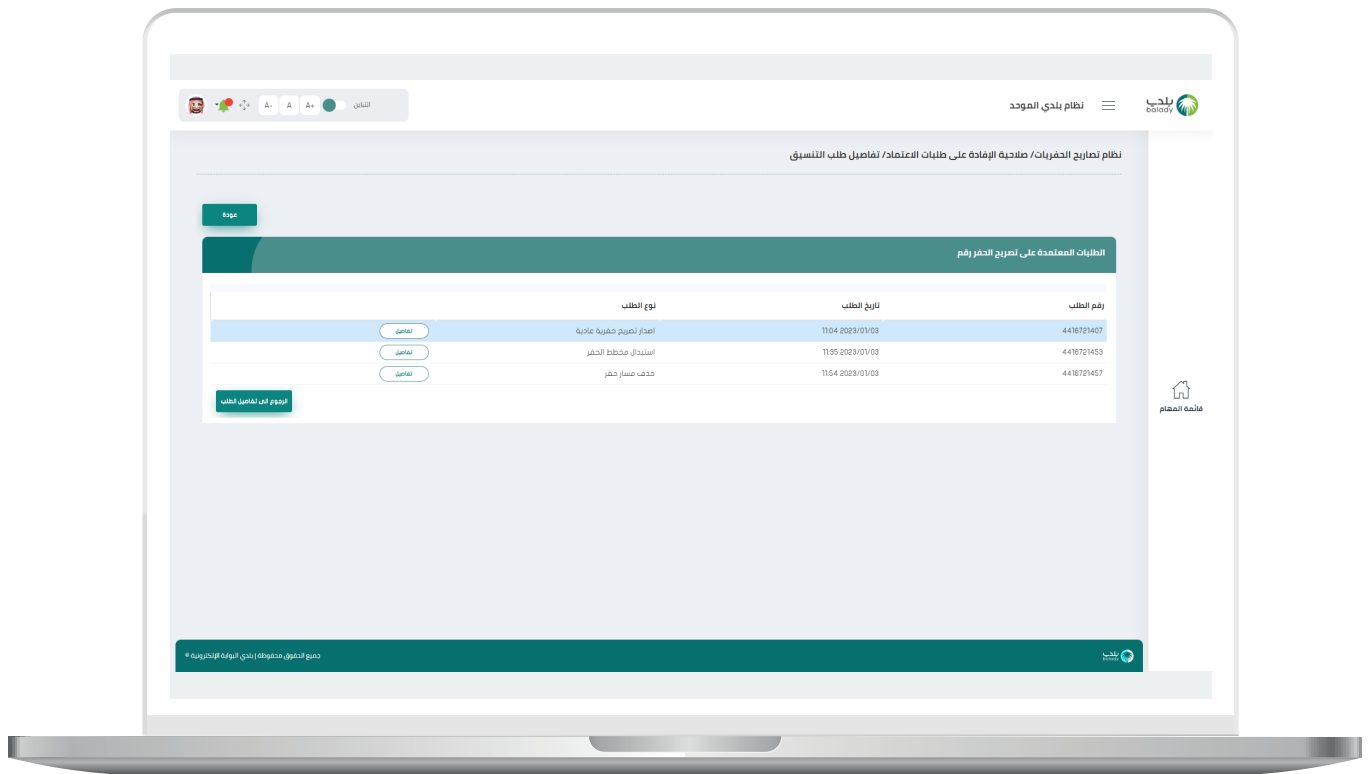 بلدي
balady
نظام بلدي الموحد
التباين
A+
A
A-
نظام تصاريح الحفريات/ صلاحية الإفادة على طلبات الاعتماد/ تفاصيل طلب التنسيق
عودة
الطلبات المعتمدة على تصريح الحفر رقم
رقم الطلب تاريخ الطلب نوع الطلب
4416721407 11:04 2023/01/03 اصدار تصريح حفرية عادية تفاصيل
4416721453 11:35 2023/01/03 استبدال مخطط الحفر تفاصيل
4416721457 11:54 2023/01/03 حذف مسار حفر تفاصيل
الرجوع الى تفاصيل الطلب
قائمة المهام
بلدي
balady
جميع الحقوق محفوظة | بلدي البوابة الإلكترونية ©